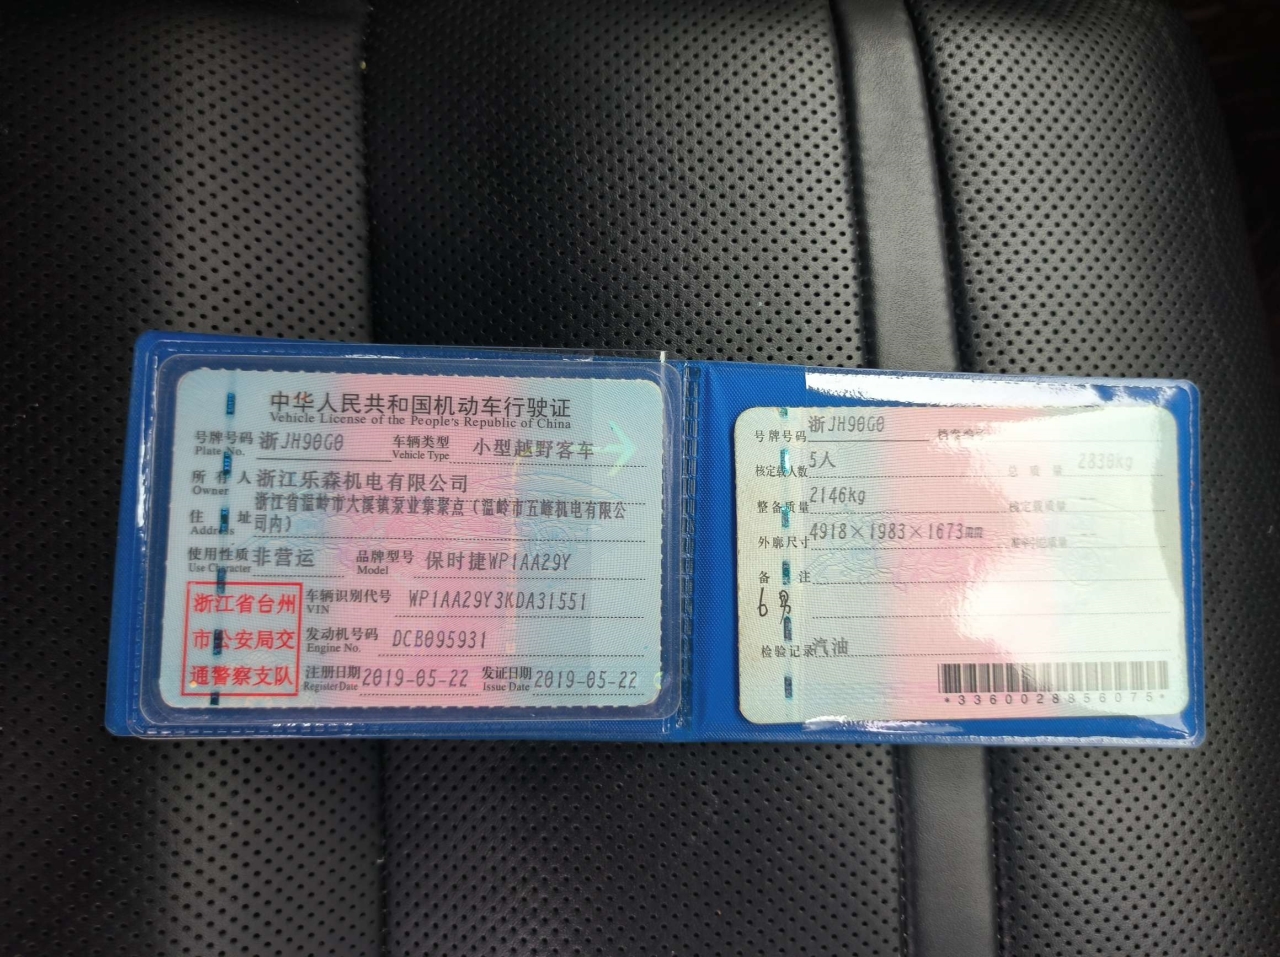 中华人民共和国机动车行驶证
Vehicle License of the People's Republic of China
号牌号码 浙JH90G0 车辆类型 小型越野客车
Plate No. Vehicle Type
所有人 浙江乐森机电有限公司
Owner
住址 浙江省温岭市大溪镇泵业集聚点（温岭市五峰机电有限公
Address 司内）
使用性质 非营运 品牌型号 保时捷WP1AA29Y
Use Character Model
浙江省台州
市公安局交
通警察支队
车辆识别代号 WP1AA29Y3KDA31551
VIN
发动机号码 DCB095931
Engine No.
注册日期 2019-05-22 发证日期 2019-05-22
Register Date Issue Date
号牌号码 浙JH90G0 档案编号
核定载人数 5人 总质量 2830kg
整备质量 2146kg 核定载质量
外廓尺寸 4918×1983×1673mm
备注
6
检验记录 汽油
*3360028856075*